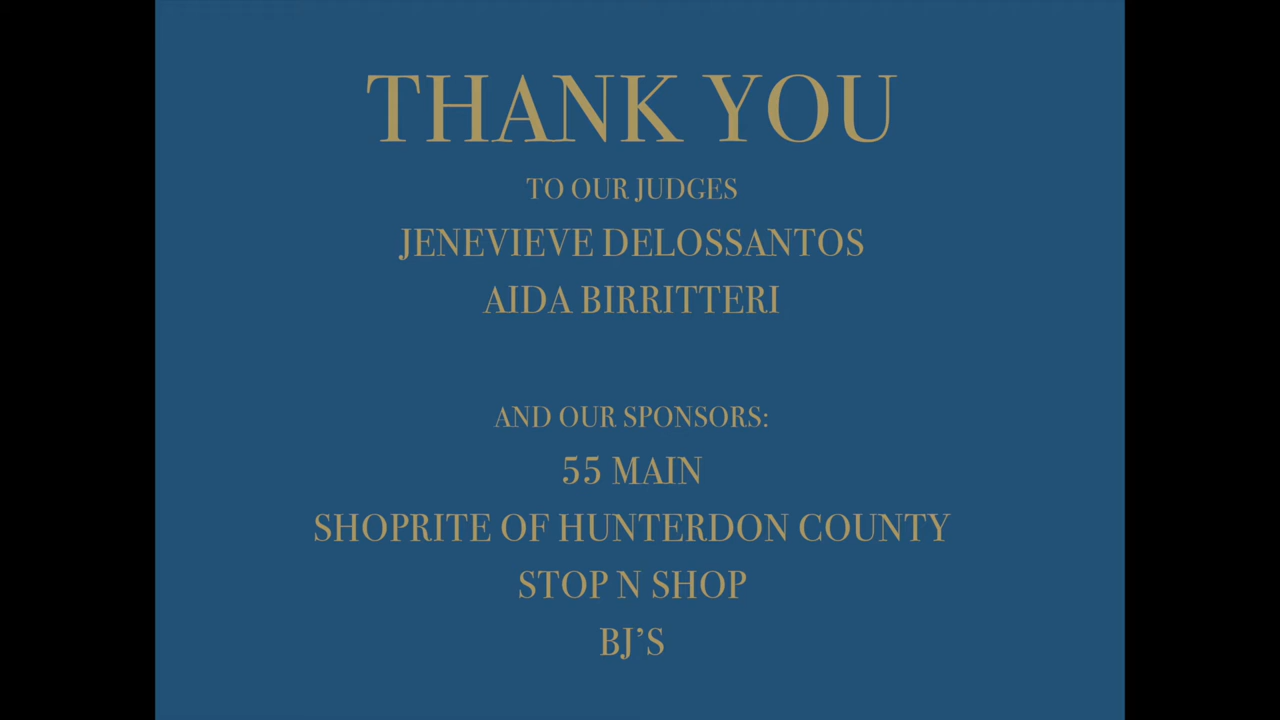 THANK YOU
TO OUR JUDGES
JENEVIEVE DELOSSANTOS
AIDA BIRRITTERI
AND OUR SPONSORS:
55 MAIN
SHOPRITE OF HUNTERDON COUNTY
STOP N SHOP
BJ’S